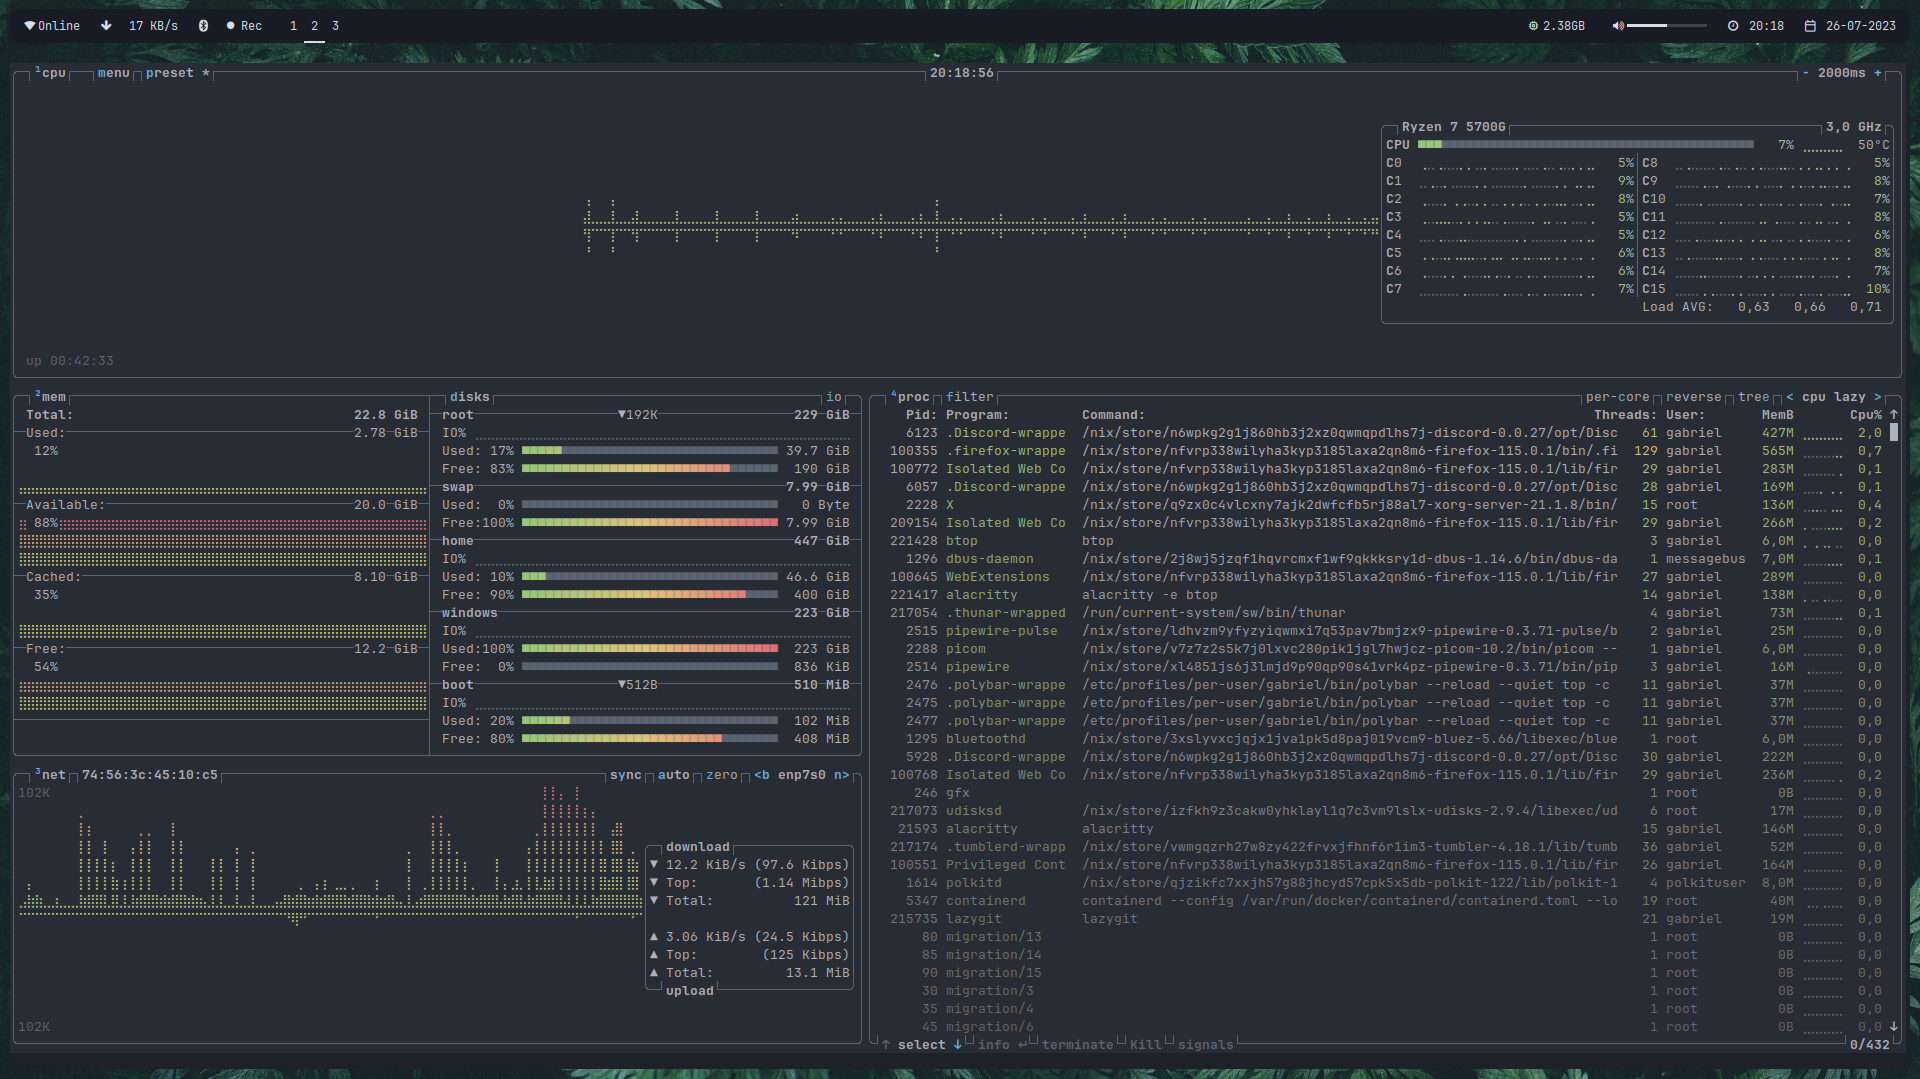 Online 17 KB/s Rec 1 2 3 2.38GB 20:18 26-07-2023
1cpu menu preset * 20:18:56 - 2000ms +
Ryzen 7 5700G 3,0 GHz
CPU 7% 50°C
C0 5% C8 5%
C1 9% C9 8%
C2 8% C10 7%
C3 5% C11 8%
C4 5% C12 6%
C5 6% C13 8%
C6 6% C14 7%
C7 7% C15 10%
Load AVG: 0,63 0,66 0,71
up 00:42:33
2mem
Total: 22.8 GiB
Used: 2.78 GiB
12%
Available: 20.0 GiB
88%
Cached: 8.10 GiB
35%
Free: 12.2 GiB
54%
disks io
root ▼192K 229 GiB
IO%
Used: 17% 39.7 GiB
Free: 83% 190 GiB
swap 7.99 GiB
Used: 0% 0 Byte
Free:100% 7.99 GiB
home 447 GiB
IO%
Used: 10% 46.6 GiB
Free: 90% 400 GiB
windows 223 GiB
IO%
Used:100% 223 GiB
Free: 0% 836 KiB
boot ▼512B 510 MiB
IO%
Used: 20% 102 MiB
Free: 80% 408 MiB
3net 74:56:3c:45:10:c5 sync auto zero <b enp7s0 n>
102K
download
▼ 12.2 KiB/s (97.6 Kibps)
▼ Top: (1.14 Mibps)
▼ Total: 121 MiB
▲ 3.06 KiB/s (24.5 Kibps)
▲ Top: (125 Kibps)
▲ Total: 13.1 MiB
upload
102K
4proc filter per-core reverse tree < cpu lazy >
Pid: Program: Command: Threads: User: MemB Cpu% ↑
6123 .Discord-wrappe /nix/store/n6wpkg2g1j860hb3j2xz0qwmqpdlhs7j-discord-0.0.27/opt/Disc 61 gabriel 427M 2,0
100355 .firefox-wrappe /nix/store/nfvrp338wilyha3kyp3185laxa2qn8m6-firefox-115.0.1/bin/.fi 129 gabriel 565M 0,7
100772 Isolated Web Co /nix/store/nfvrp338wilyha3kyp3185laxa2qn8m6-firefox-115.0.1/lib/fir 29 gabriel 283M 0,1
6057 .Discord-wrappe /nix/store/n6wpkg2g1j860hb3j2xz0qwmqpdlhs7j-discord-0.0.27/opt/Disc 28 gabriel 169M 0,1
2228 X /nix/store/q9zx0c4vlcxny7ajk2dwfcfb5rj88al7-xorg-server-21.1.8/bin/ 15 root 136M 0,4
209154 Isolated Web Co /nix/store/nfvrp338wilyha3kyp3185laxa2qn8m6-firefox-115.0.1/lib/fir 29 gabriel 266M 0,2
221428 btop btop 3 gabriel 6,0M 0,0
1296 dbus-daemon /nix/store/2j8wj5jzqf1hqvrcmxf1wf9qkkksry1d-dbus-1.14.6/bin/dbus-da 1 messagebus 7,0M 0,1
100645 WebExtensions /nix/store/nfvrp338wilyha3kyp3185laxa2qn8m6-firefox-115.0.1/lib/fir 27 gabriel 289M 0,0
221417 alacritty alacritty -e btop 14 gabriel 138M 0,0
217054 .thunar-wrapped /run/current-system/sw/bin/thunar 4 gabriel 73M 0,1
2515 pipewire-pulse /nix/store/ldhvzm9yfyzyiqwmxi7q53pav7bmjzx9-pipewire-0.3.71-pulse/b 2 gabriel 25M 0,0
2288 picom /nix/store/v7z7z2s5k7j0lxvc280pik1jgl7hwjcz-picom-10.2/bin/picom -- 1 gabriel 6,0M 0,0
2514 pipewire /nix/store/xl4851js6j3lmjd9p90qp90s41vrk4pz-pipewire-0.3.71/bin/pip 3 gabriel 16M 0,0
2476 .polybar-wrappe /etc/profiles/per-user/gabriel/bin/polybar --reload --quiet top -c 11 gabriel 37M 0,0
2475 .polybar-wrappe /etc/profiles/per-user/gabriel/bin/polybar --reload --quiet top -c 11 gabriel 37M 0,0
2477 .polybar-wrappe /etc/profiles/per-user/gabriel/bin/polybar --reload --quiet top -c 11 gabriel 37M 0,0
1295 bluetoothd /nix/store/3xslyvxcjqjx1jva1pk5d8paj019vcm9-bluez-5.66/libexec/blue 1 root 6,0M 0,0
5928 .Discord-wrappe /nix/store/n6wpkg2g1j860hb3j2xz0qwmqpdlhs7j-discord-0.0.27/opt/Disc 30 gabriel 222M 0,0
100768 Isolated Web Co /nix/store/nfvrp338wilyha3kyp3185laxa2qn8m6-firefox-115.0.1/lib/fir 29 gabriel 236M 0,2
246 gfx 1 root 0B 0,0
217073 udisksd /nix/store/izfkh9z3cakw0yhklayl1q7c3vm9lslx-udisks-2.9.4/libexec/ud 6 root 17M 0,0
21593 alacritty alacritty 15 gabriel 146M 0,0
217174 .tumblerd-wrapp /nix/store/vwmgqzrh27w8zy422frvxjfhnf6r1im3-tumbler-4.18.1/lib/tumb 36 gabriel 52M 0,0
100551 Privileged Cont /nix/store/nfvrp338wilyha3kyp3185laxa2qn8m6-firefox-115.0.1/lib/fir 26 gabriel 164M 0,0
1614 polkitd /nix/store/qjzikfc7xxjh57g88jhcyd57cpk5x5db-polkit-122/lib/polkit-1 4 polkituser 8,0M 0,0
5347 containerd containerd --config /var/run/docker/containerd/containerd.toml --lo 19 root 40M 0,0
215735 lazygit lazygit 21 gabriel 19M 0,0
80 migration/13 1 root 0B 0,0
85 migration/14 1 root 0B 0,0
90 migration/15 1 root 0B 0,0
30 migration/3 1 root 0B 0,0
35 migration/4 1 root 0B 0,0
45 migration/6 1 root 0B 0,0 ↓
↑ select ↓ info ↵ terminate Kill signals 0/432